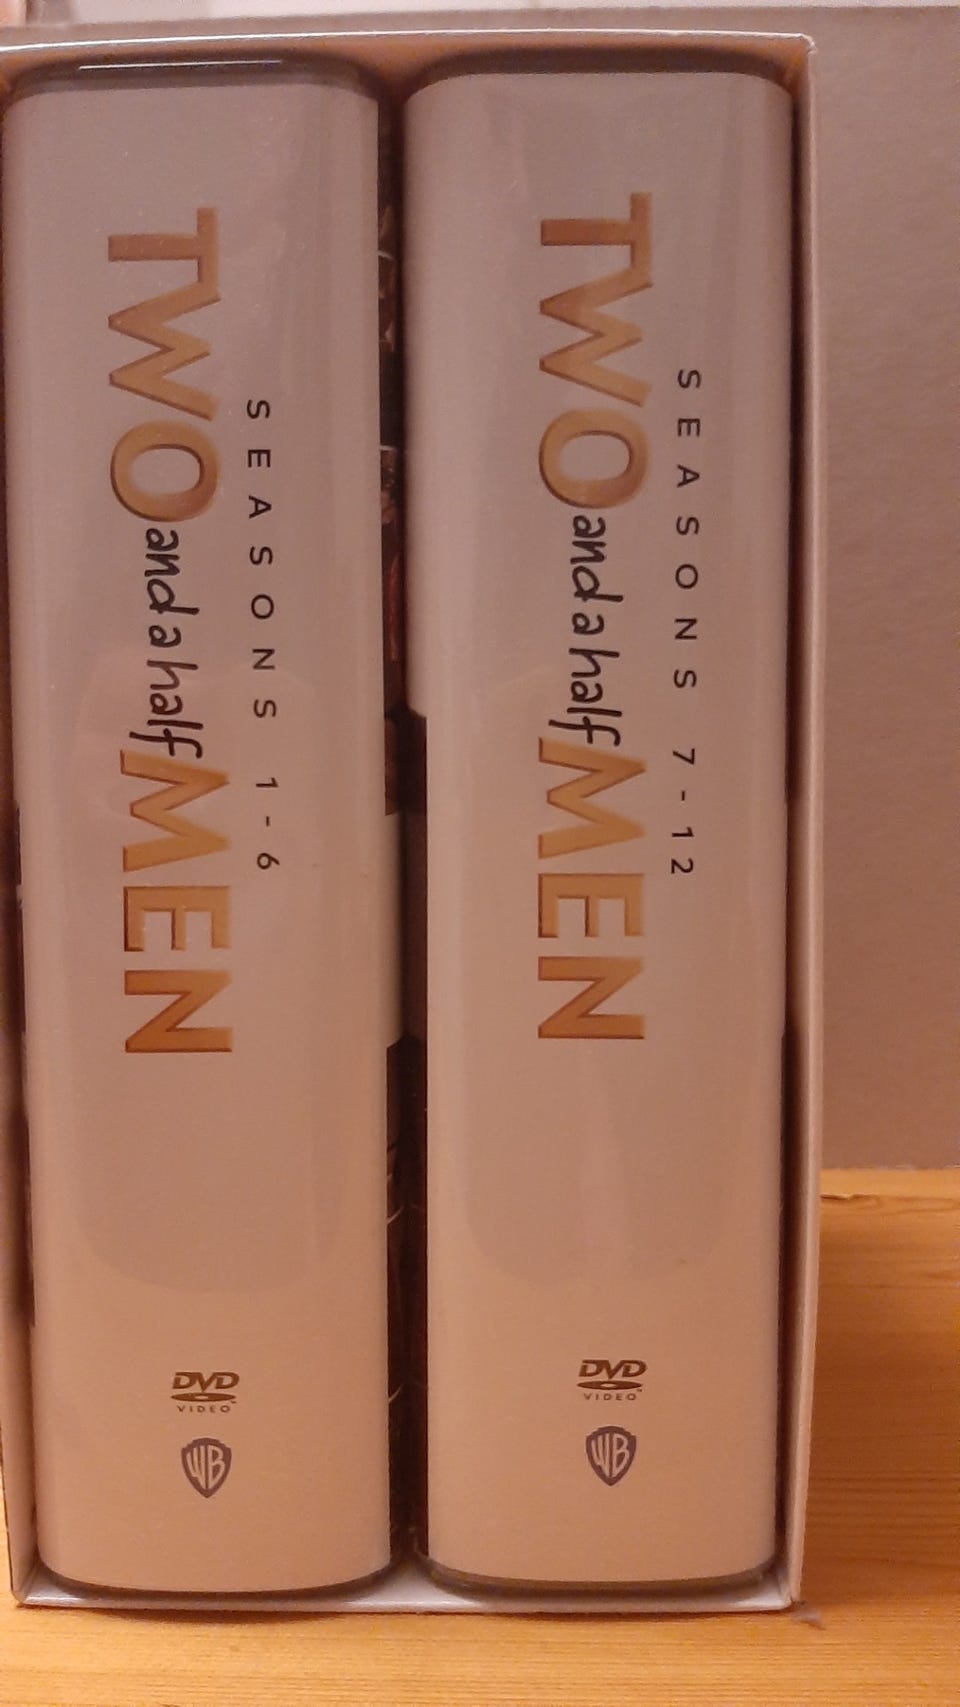 TWO and a half MEN
SEASONS 1-6
DVD
VIDEO
WB
TWO and a half MEN
SEASONS 7-12
DVD
VIDEO
WB